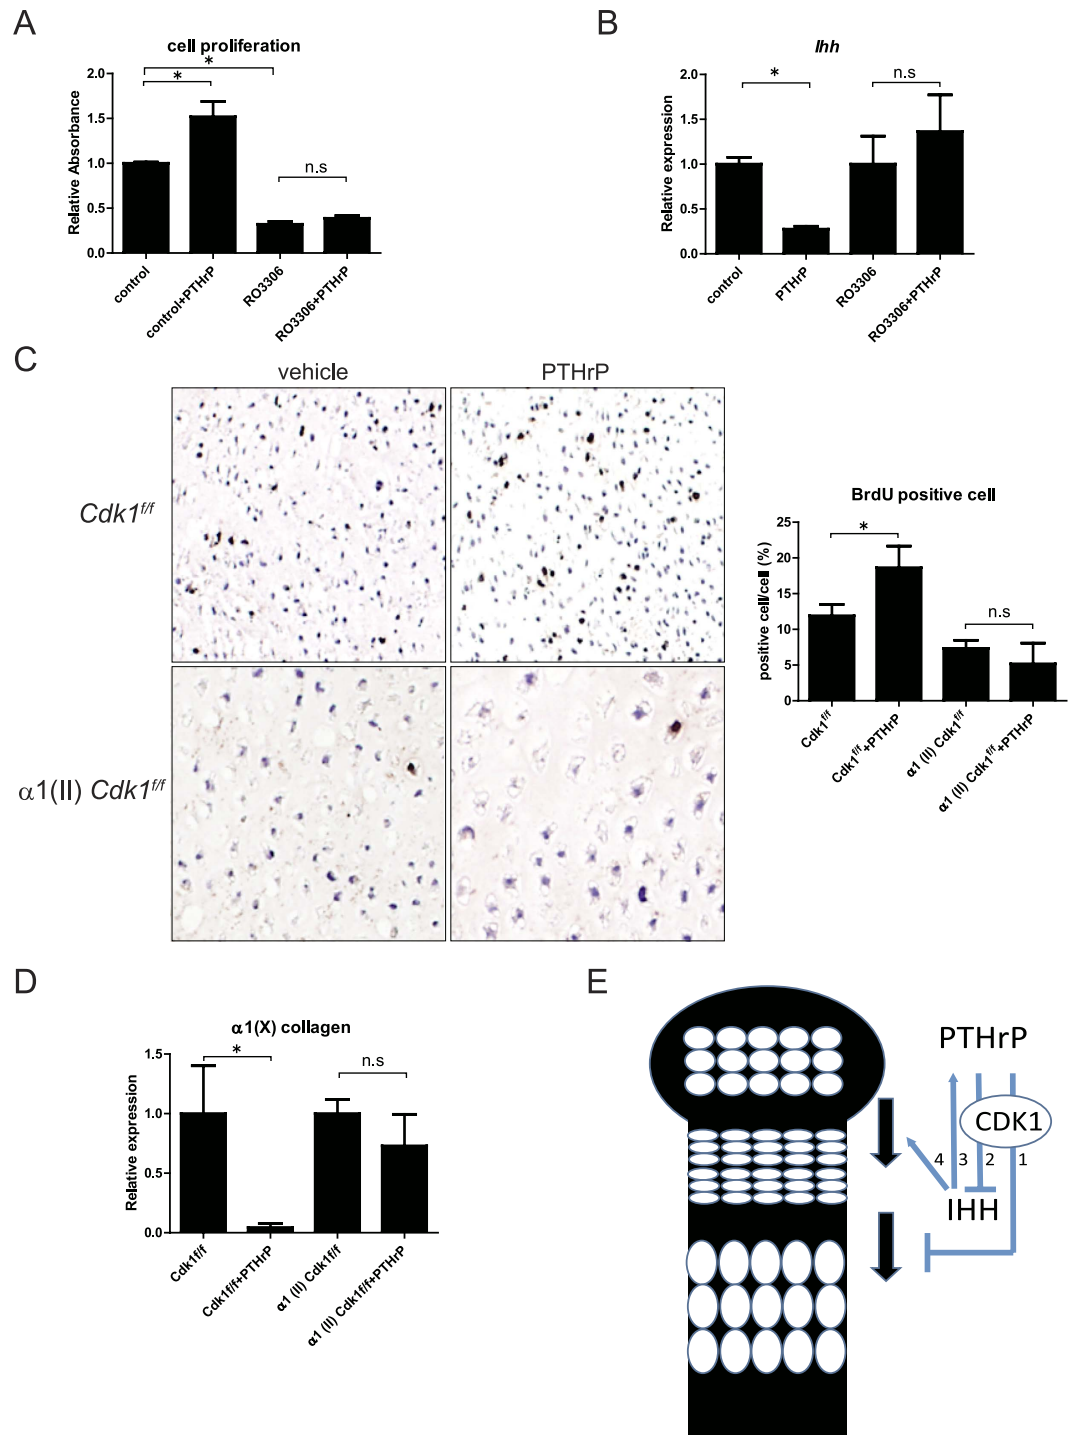 A
cell proliferation
*
*
n.s
Relative Absorbance
2.0
1.5
1.0
0.5
0.0
control
control+PTHrP
RO3306
RO3306+PTHrP
B
Ihh
*
n.s
Relative expression
2.0
1.5
1.0
0.5
0.0
control
PTHrP
RO3306
RO3306+PTHrP
C
vehicle
PTHrP
Cdk1f/f
α1(II) Cdk1f/f
BrdU positive cell
*
n.s
positive cell/cell (%)
25
20
15
10
5
0
Cdk1f/f
Cdk1f/f+PTHrP
α1 (II) Cdk1f/f
α1 (II) Cdk1f/f+PTHrP
D
α1(X) collagen
*
n.s
Relative expression
1.5
1.0
0.5
0.0
Cdk1f/f
Cdk1f/f+PTHrP
α1 (II) Cdk1f/f
α1 (II) Cdk1f/f+PTHrP
E
PTHrP
CDK1
4 3 2 1
IHH